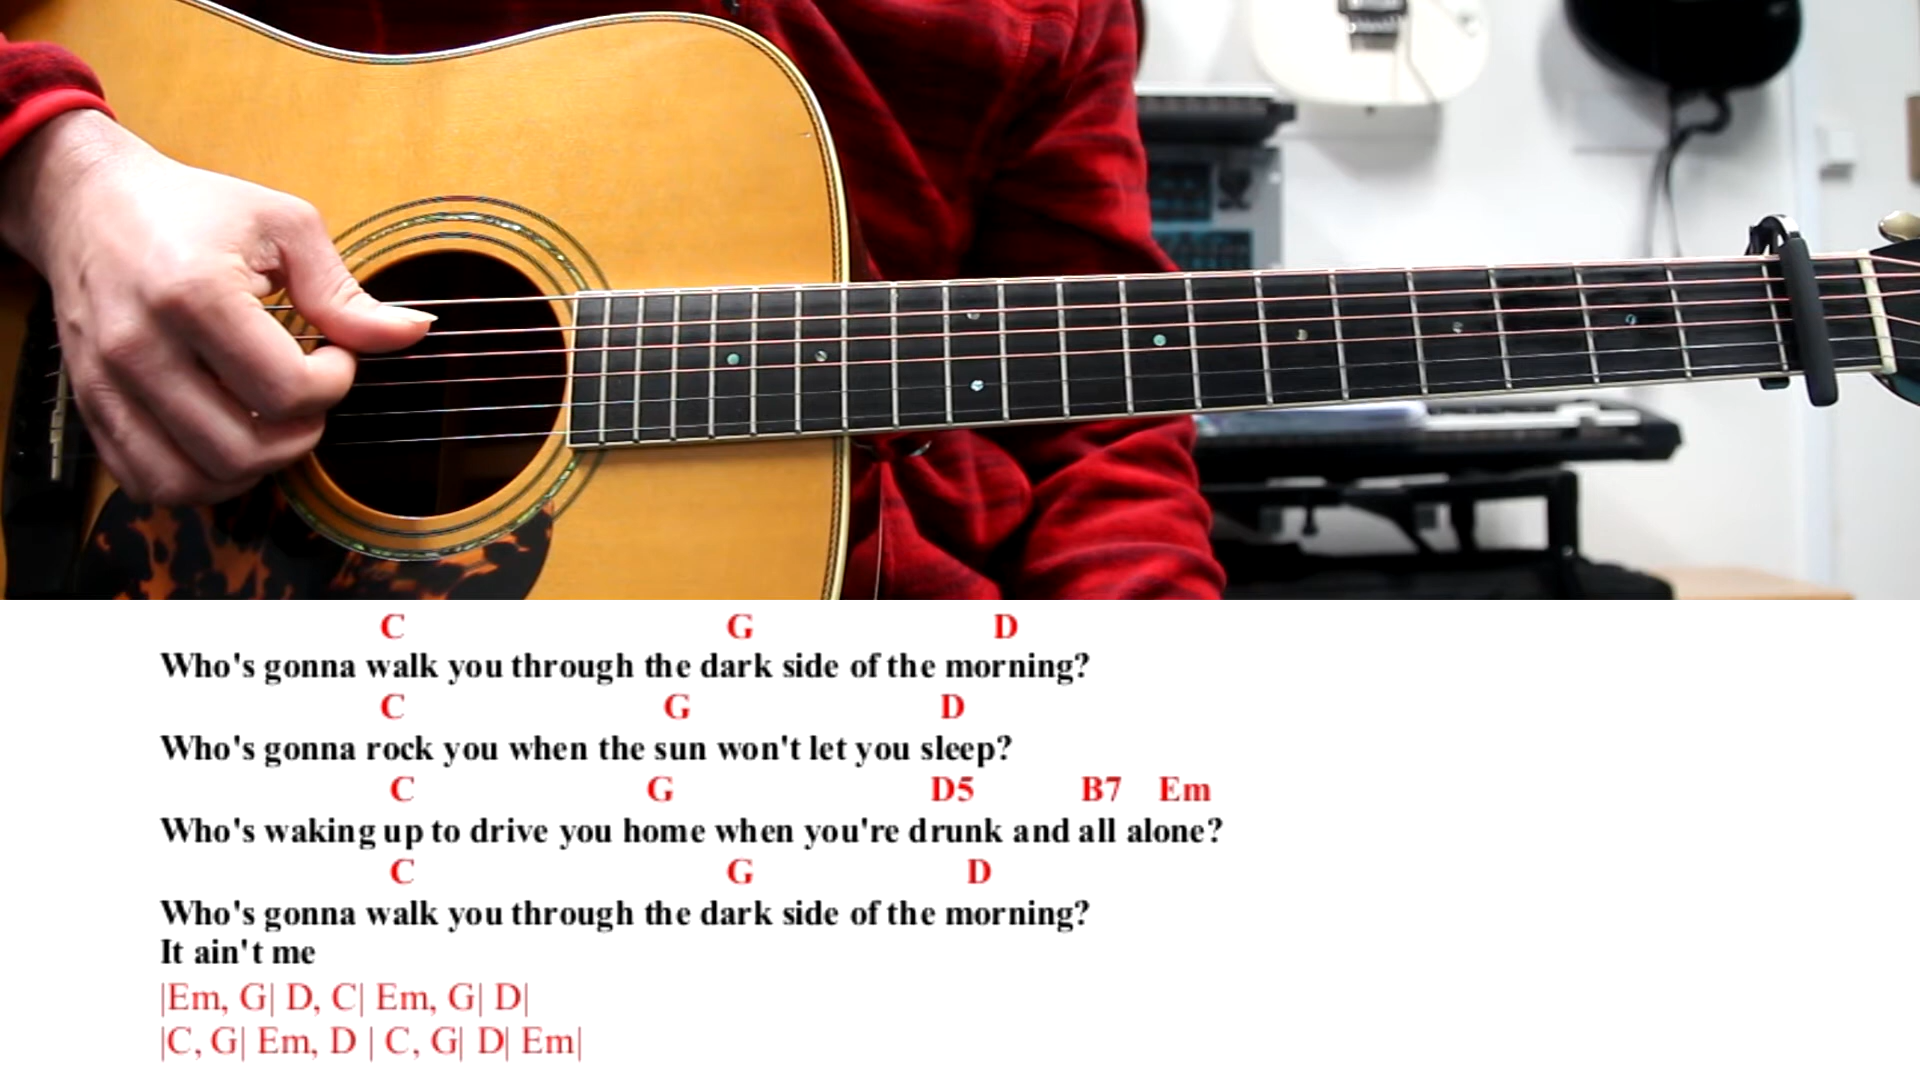 C G D
Who's gonna walk you through the dark side of the morning?
C G D
Who's gonna rock you when the sun won't let you sleep?
C G D5 B7 Em
Who's waking up to drive you home when you're drunk and all alone?
C G D
Who's gonna walk you through the dark side of the morning?
It ain't me
|Em, G| D, C| Em, G| D|
|C, G| Em, D | C, G| D| Em|